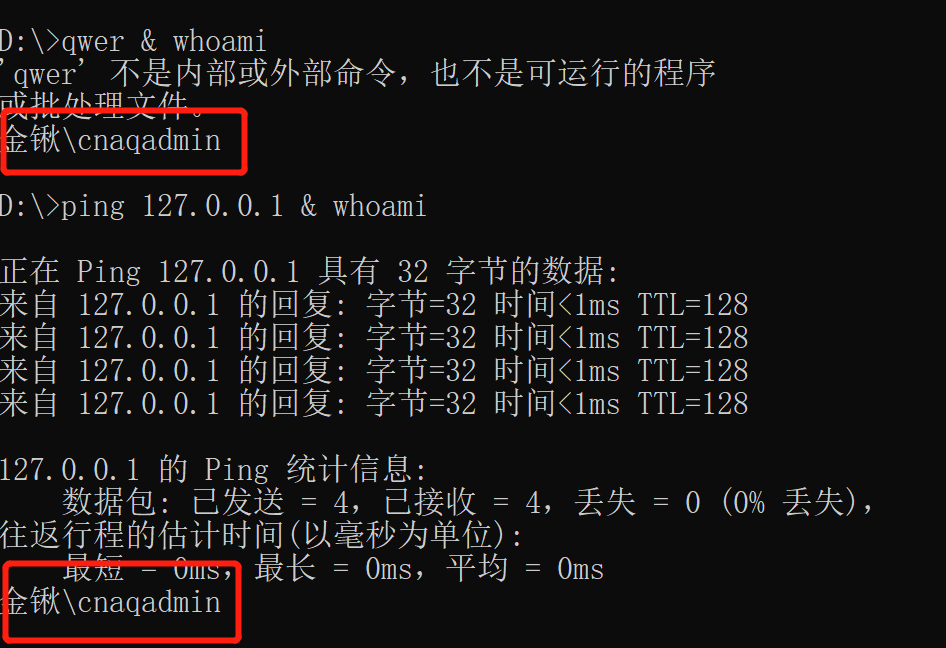 D:\>qwer & whoami
'qwer' 不是内部或外部命令，也不是可运行的程序
或批处理文件。
金锹\cnaqadmin
D:\>ping 127.0.0.1 & whoami
正在 Ping 127.0.0.1 具有 32 字节的数据:
来自 127.0.0.1 的回复: 字节=32 时间<1ms TTL=128
来自 127.0.0.1 的回复: 字节=32 时间<1ms TTL=128
来自 127.0.0.1 的回复: 字节=32 时间<1ms TTL=128
来自 127.0.0.1 的回复: 字节=32 时间<1ms TTL=128
127.0.0.1 的 Ping 统计信息:
数据包: 已发送 = 4，已接收 = 4，丢失 = 0 (0% 丢失)，
往返行程的估计时间(以毫秒为单位):
最短 = 0ms，最长 = 0ms，平均 = 0ms
金锹\cnaqadmin